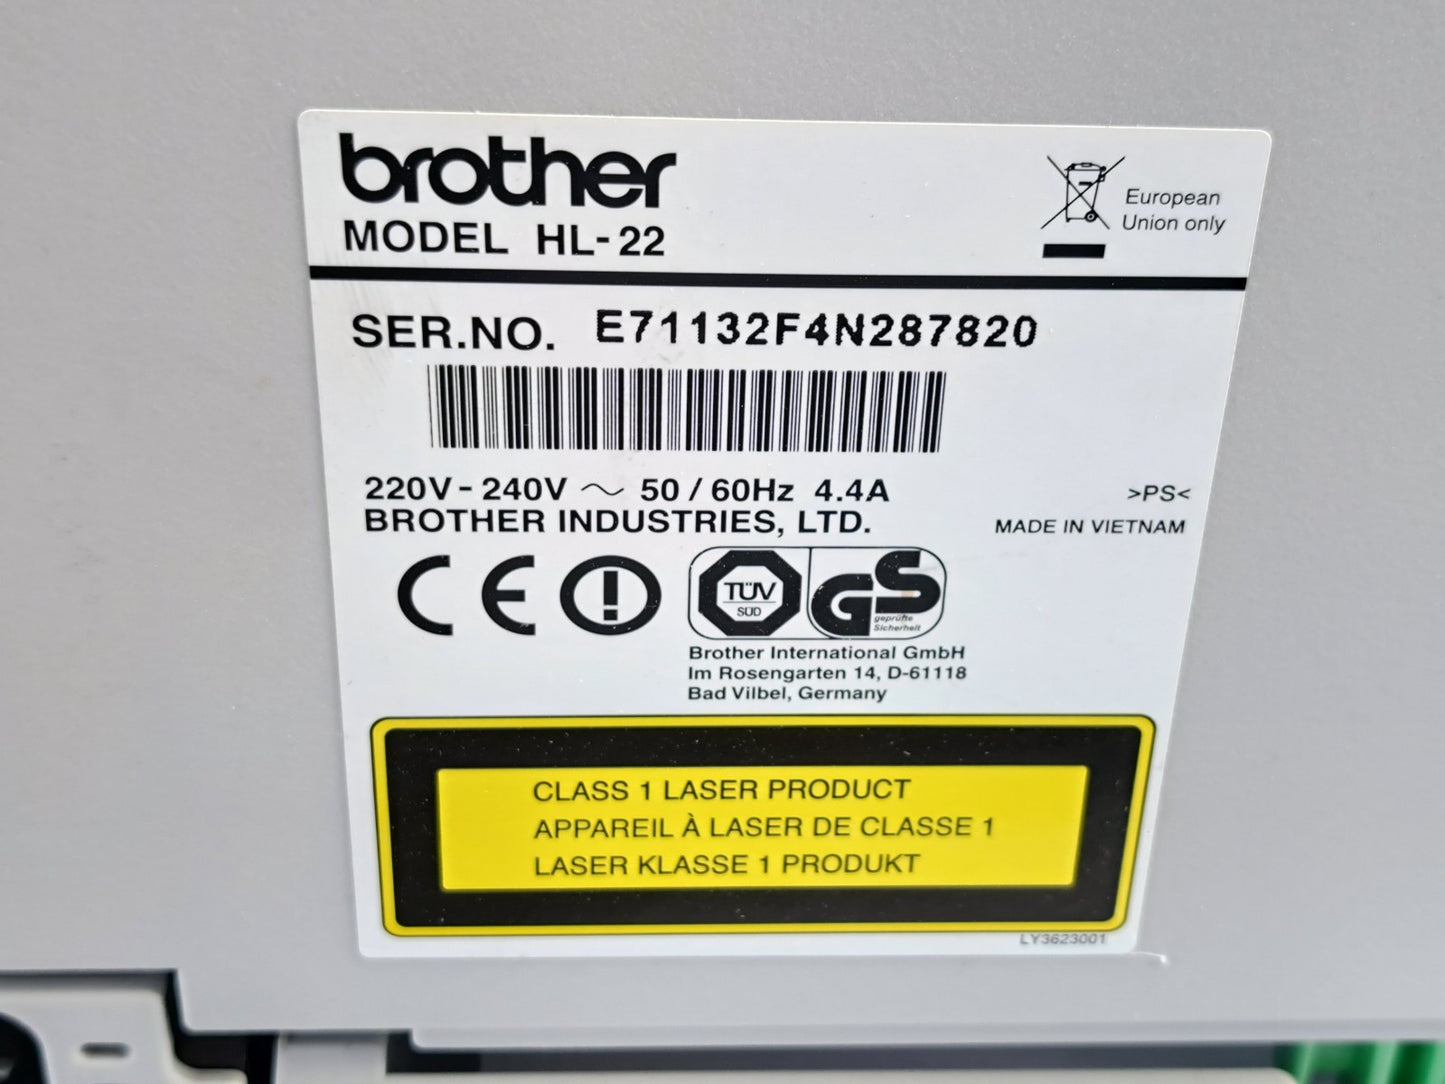 brother
MODEL HL-22
European
Union only
SER.NO. E71132F4N287820
220V - 240V ~ 50 / 60Hz 4.4A
>PS<
BROTHER INDUSTRIES, LTD.
MADE IN VIETNAM
CE
TÜV
SÜD
GS
geprüfte
Sicherheit
Brother International GmbH
Im Rosengarten 14, D-61118
Bad Vilbel, Germany
CLASS 1 LASER PRODUCT
APPAREIL À LASER DE CLASSE 1
LASER KLASSE 1 PRODUKT
LY3623001